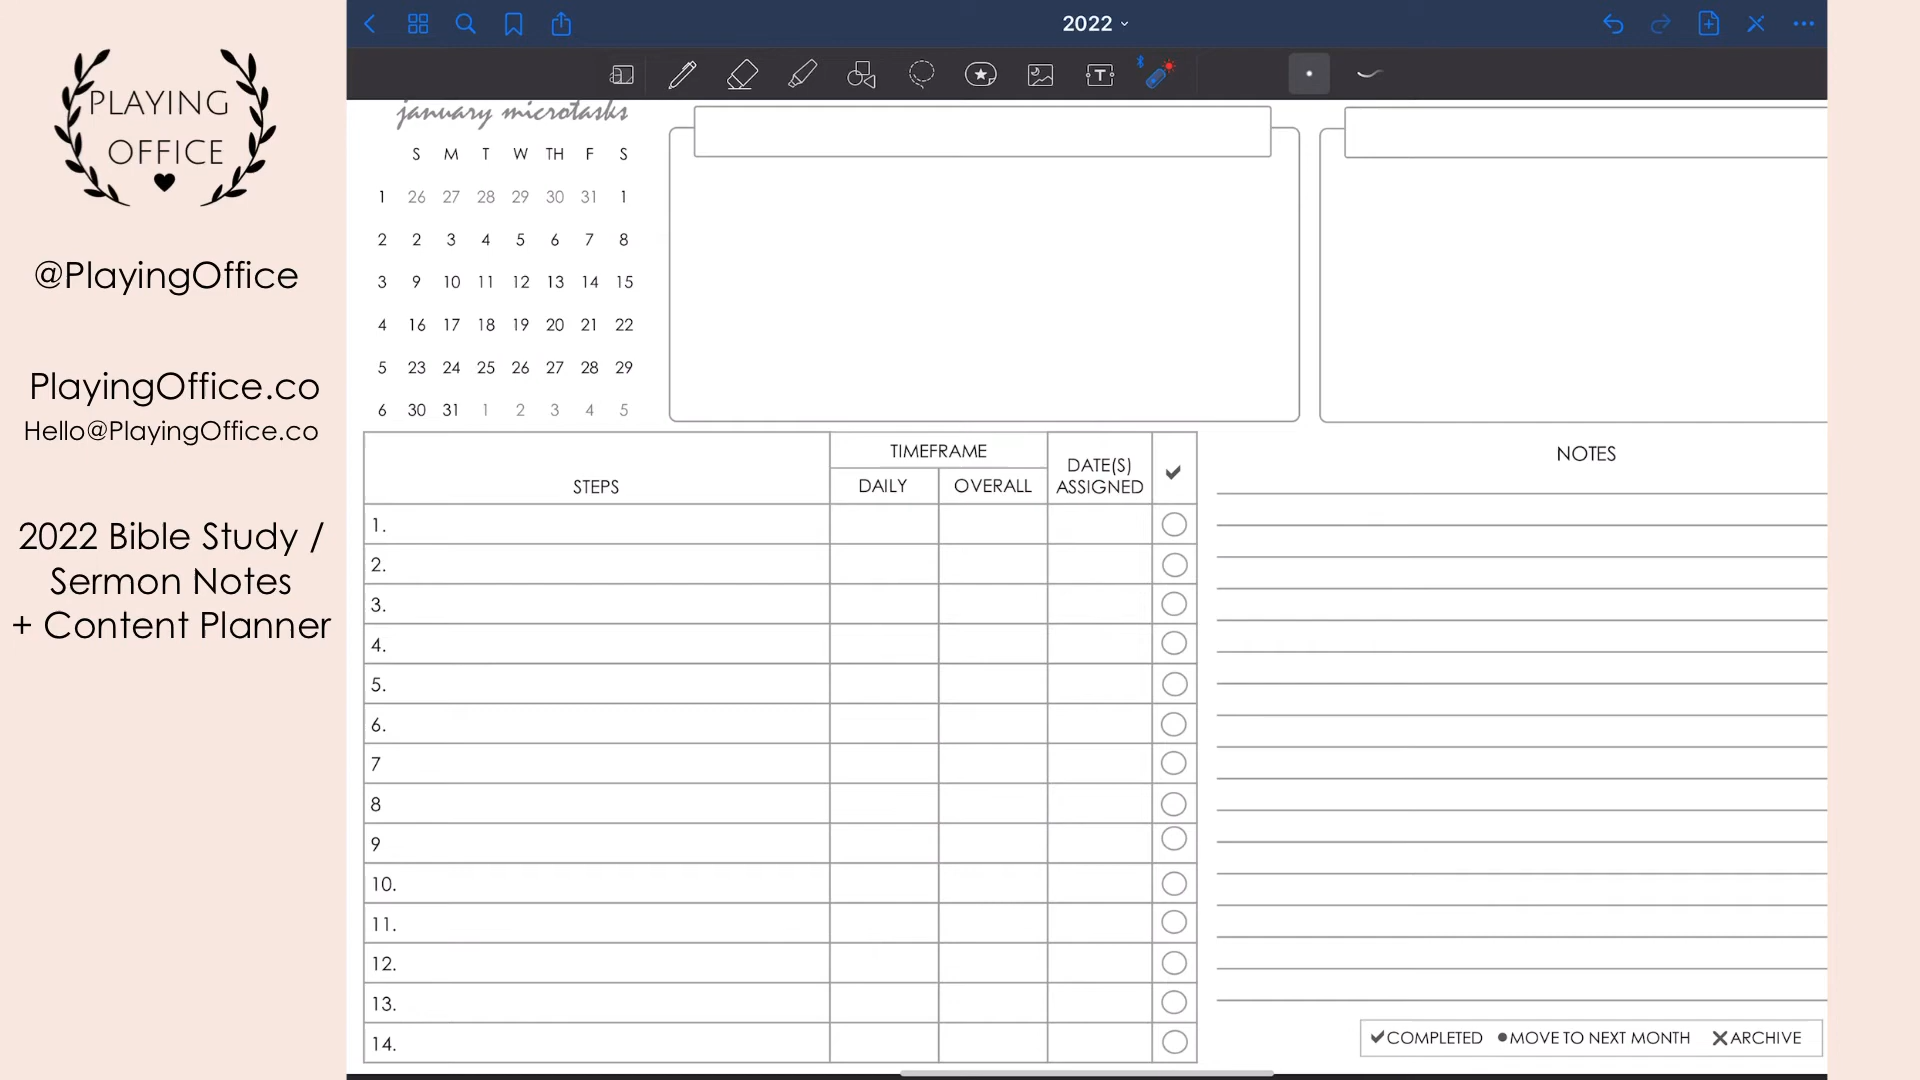 PLAYING
OFFICE
@PlayingOffice
PlayingOffice.co
Hello@PlayingOffice.co
2022 Bible Study /
Sermon Notes
+ Content Planner
2022
T
january microtasks
S M T W TH F S
1 26 27 28 29 30 31 1
2 2 3 4 5 6 7 8
3 9 10 11 12 13 14 15
4 16 17 18 19 20 21 22
5 23 24 25 26 27 28 29
6 30 31 1 2 3 4 5
STEPS
TIMEFRAME
DAILY OVERALL
DATE(S)
ASSIGNED
1.
2.
3.
4.
5.
6.
7
8
9
10.
11.
12.
13.
14.
NOTES
COMPLETED MOVE TO NEXT MONTH ARCHIVE